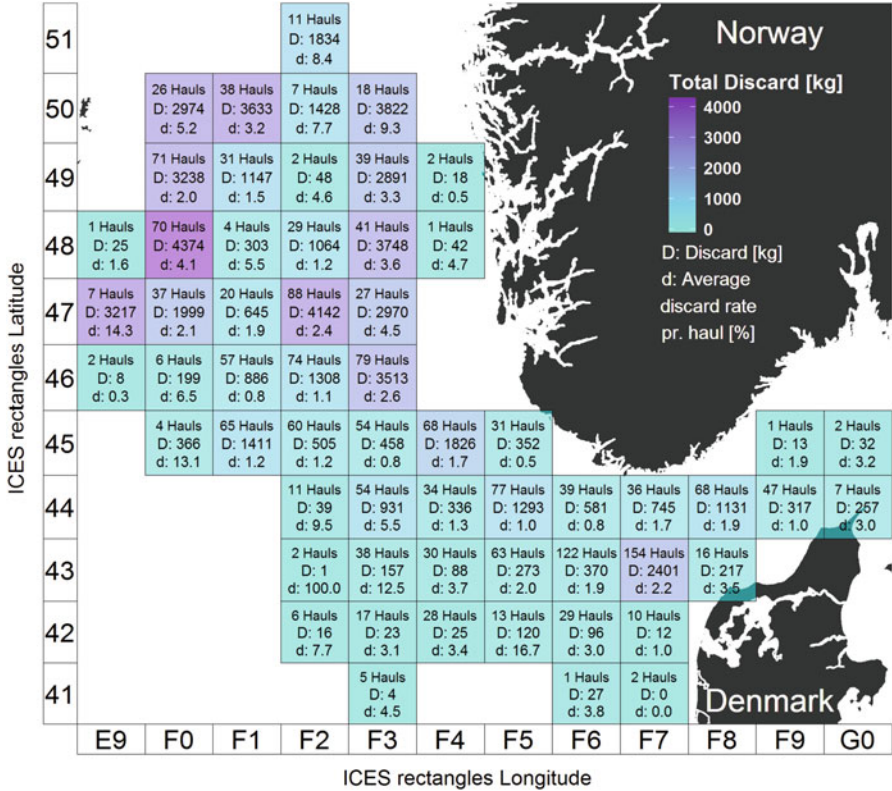 51
11 Hauls
D: 1834
d: 8.4
Norway
Total Discard [kg]
4000
3000
2000
1000
0
D: Discard [kg]
d: Average
discard rate
pr. haul [%]
50
26 Hauls
D: 2974
d: 5.2
38 Hauls
D: 3633
d: 3.2
7 Hauls
D: 1428
d: 7.7
18 Hauls
D: 3822
d: 9.3
49
71 Hauls
D: 3238
d: 2.0
31 Hauls
D: 1147
d: 1.5
2 Hauls
D: 48
d: 4.6
39 Hauls
D: 2891
d: 3.3
2 Hauls
D: 18
d: 0.5
48
1 Hauls
D: 25
d: 1.6
70 Hauls
D: 4374
d: 4.1
4 Hauls
D: 303
d: 5.5
29 Hauls
D: 1064
d: 1.2
41 Hauls
D: 3748
d: 3.6
1 Hauls
D: 42
d: 4.7
47
7 Hauls
D: 3217
d: 14.3
37 Hauls
D: 1999
d: 2.1
20 Hauls
D: 645
d: 1.9
88 Hauls
D: 4142
d: 2.4
27 Hauls
D: 2970
d: 4.5
46
2 Hauls
D: 8
d: 0.3
6 Hauls
D: 199
d: 6.5
57 Hauls
D: 886
d: 0.8
74 Hauls
D: 1308
d: 1.1
79 Hauls
D: 3513
d: 2.6
45
4 Hauls
D: 366
d: 13.1
65 Hauls
D: 1411
d: 1.2
60 Hauls
D: 505
d: 1.2
54 Hauls
D: 458
d: 0.8
68 Hauls
D: 1826
d: 1.7
31 Hauls
D: 352
d: 0.5
1 Hauls
D: 13
d: 1.9
2 Hauls
D: 32
d: 3.2
44
11 Hauls
D: 39
d: 9.5
54 Hauls
D: 931
d: 5.5
34 Hauls
D: 336
d: 1.3
77 Hauls
D: 1293
d: 1.0
39 Hauls
D: 581
d: 0.8
36 Hauls
D: 745
d: 1.7
68 Hauls
D: 1131
d: 1.9
47 Hauls
D: 317
d: 1.0
7 Hauls
D: 257
d: 3.0
43
2 Hauls
D: 1
d: 100.0
38 Hauls
D: 157
d: 12.5
30 Hauls
D: 88
d: 3.7
63 Hauls
D: 273
d: 2.0
122 Hauls
D: 370
d: 1.9
154 Hauls
D: 2401
d: 2.2
16 Hauls
D: 217
d: 3.5
42
6 Hauls
D: 16
d: 7.7
17 Hauls
D: 23
d: 3.1
28 Hauls
D: 25
d: 3.4
13 Hauls
D: 120
d: 16.7
29 Hauls
D: 96
d: 3.0
10 Hauls
D: 12
d: 1.0
41
5 Hauls
D: 4
d: 4.5
1 Hauls
D: 27
d: 3.8
2 Hauls
D: 0
d: 0.0
Denmark
E9 F0 F1 F2 F3 F4 F5 F6 F7 F8 F9 G0
ICES rectangles Longitude
ICES rectangles Latitude